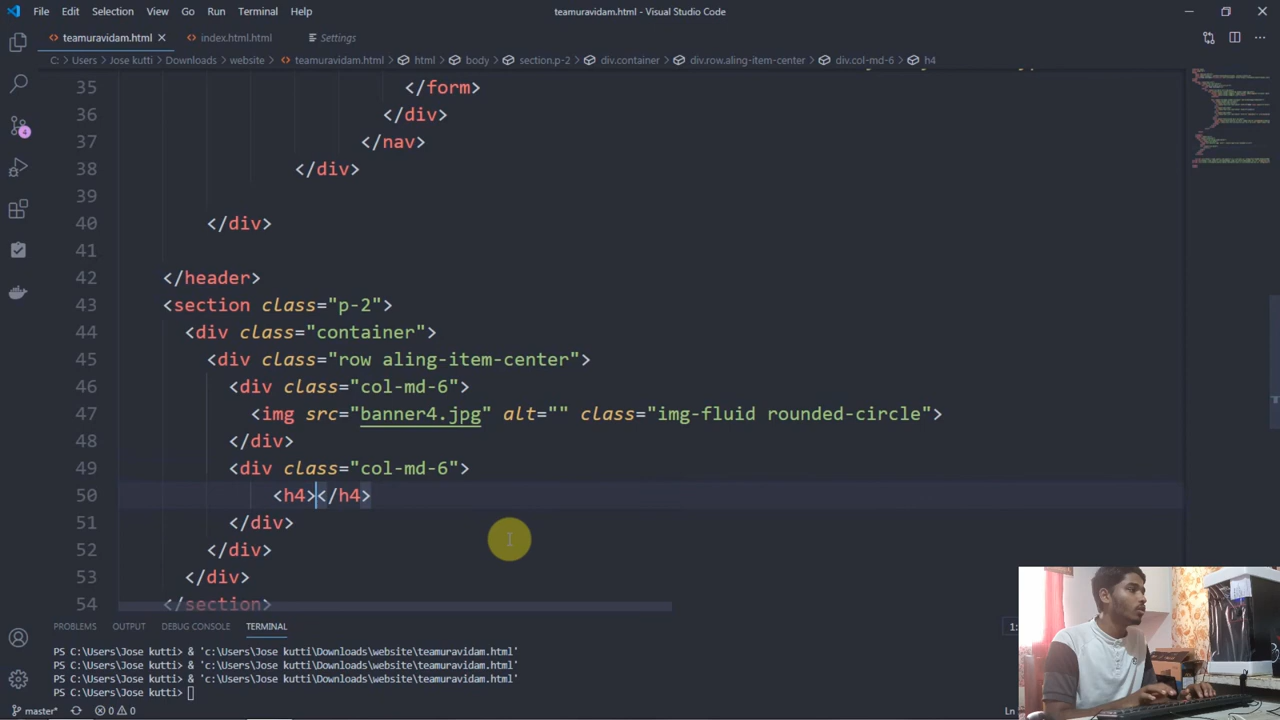 File Edit Selection View Go Run Terminal Help teamuravidam.html - Visual Studio Code
teamuravidam.html index.html.html Settings
C: > Users > Jose kutti > Downloads > website > teamuravidam.html > html > body > section.p-2 > div.container > div.row.aling-item-center > div.col-md-6 > h4
35 </form>
36 </div>
37 </nav>
38 </div>
39
40 </div>
41
42 </header>
43 <section class="p-2">
44 <div class="container">
45 <div class="row aling-item-center">
46 <div class="col-md-6">
47 <img src="banner4.jpg" alt="" class="img-fluid rounded-circle">
48 </div>
49 <div class="col-md-6">
50 <h4></h4>
51 </div>
52 </div>
53 </div>
54 </section>
4
PROBLEMS OUTPUT DEBUG CONSOLE TERMINAL 1:
PS C:\Users\Jose kutti> & 'c:\Users\Jose kutti\Downloads\website\teamuravidam.html'
PS C:\Users\Jose kutti> & 'c:\Users\Jose kutti\Downloads\website\teamuravidam.html'
PS C:\Users\Jose kutti> & 'c:\Users\Jose kutti\Downloads\website\teamuravidam.html'
PS C:\Users\Jose kutti>
master* 0 0 Ln